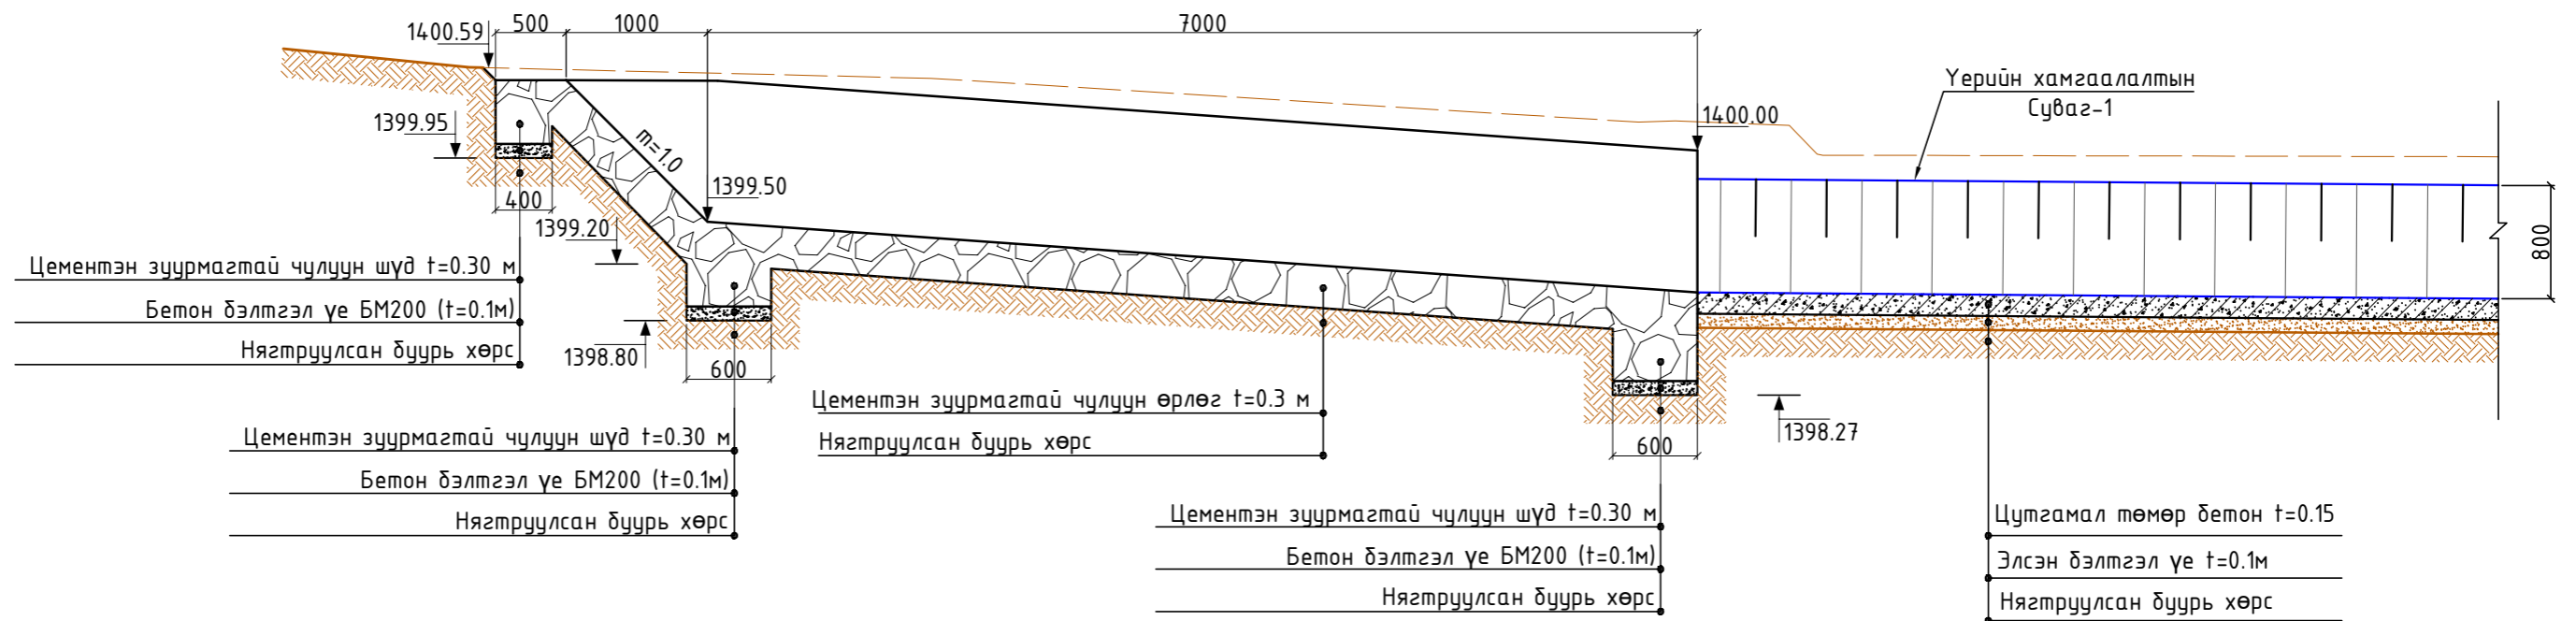 500
1000
7000
1400.59
Үерийн хамгаалалтын
Суваг-1
1399.95
m=1.0
1400.00
1399.50
400
1399.20
800
Цементэн зуурмагтай чулуун шүд t=0.30 м
Бетон бэлтгэл үе БМ200 (t=0.1м)
Нягтруулсан буурь хөрс
1398.80
600
Цементэн зуурмагтай чулуун өрлөг t=0.3 м
Нягтруулсан буурь хөрс
1398.27
600
Цементэн зуурмагтай чулуун шүд t=0.30 м
Бетон бэлтгэл үе БМ200 (t=0.1м)
Нягтруулсан буурь хөрс
Цементэн зуурмагтай чулуун шүд t=0.30 м
Бетон бэлтгэл үе БМ200 (t=0.1м)
Нягтруулсан буурь хөрс
Цутгамал төмөр бетон t=0.15
Элсэн бэлтгэл үе t=0.1м
Нягтруулсан буурь хөрс